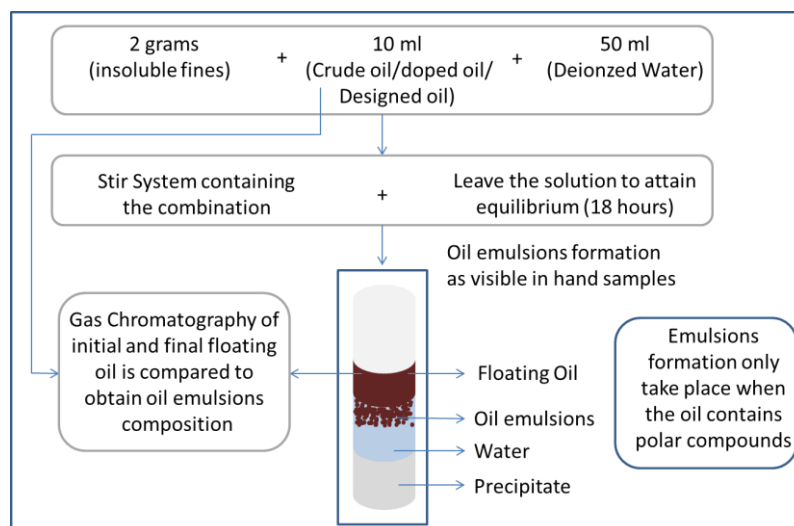 2 grams
(insoluble fines)
+
10 ml
(Crude oil/doped oil/
Designed oil)
+
50 ml
(Deionzed Water)
Stir System containing
the combination
+
Leave the solution to attain
equilibrium (18 hours)
Oil emulsions formation
as visible in hand samples
Gas Chromatography of
initial and final floating
oil is compared to
obtain oil emulsions
composition
Floating Oil
Oil emulsions
Water
Precipitate
Emulsions
formation only
take place when
the oil contains
polar compounds